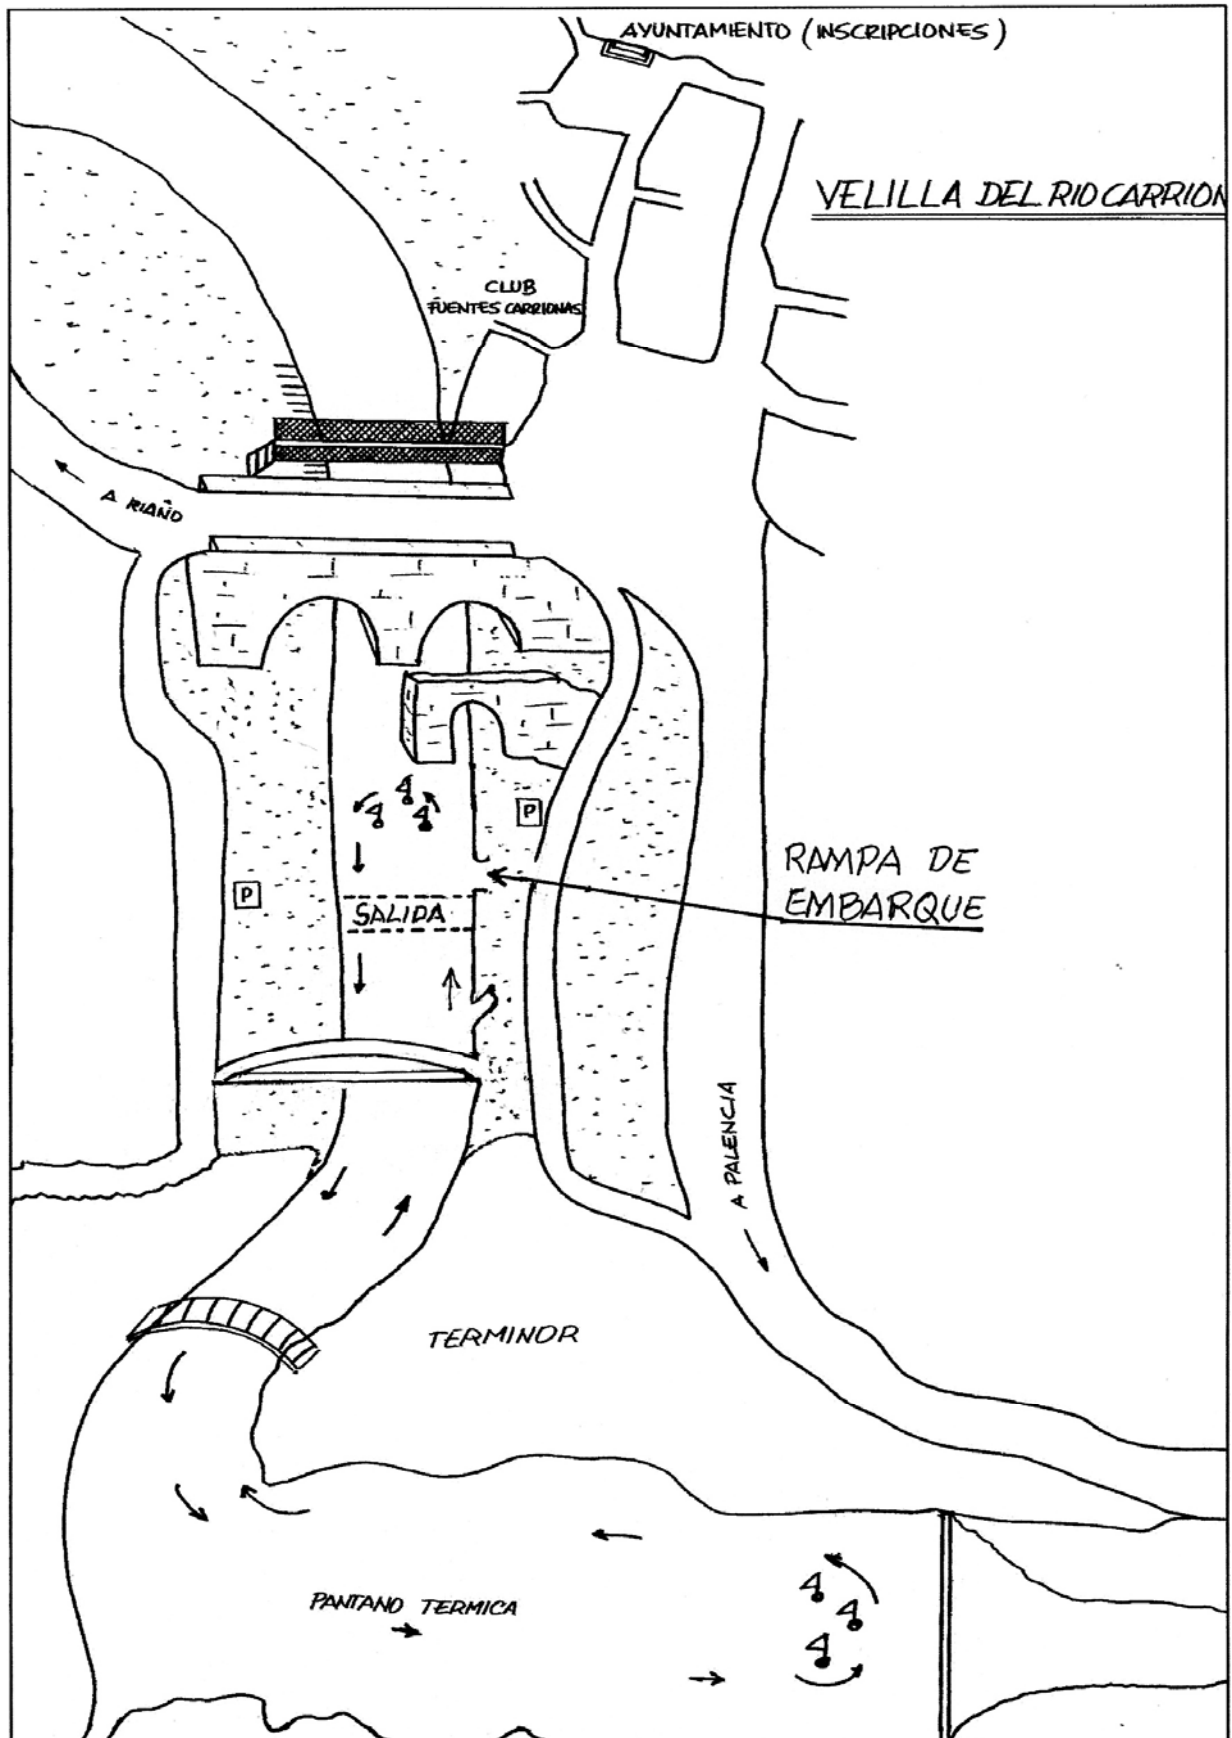 AYUNTAMIENTO (INSCRIPCIONES)
VELILLA DEL RIO CARRION
CLUB
FUENTES CARRIONAS
A RIAÑO
P
RAMPA DE
EMBARQUE
P
SALIDA
A PALENCIA
TERMINOR
PANTANO TERMICA